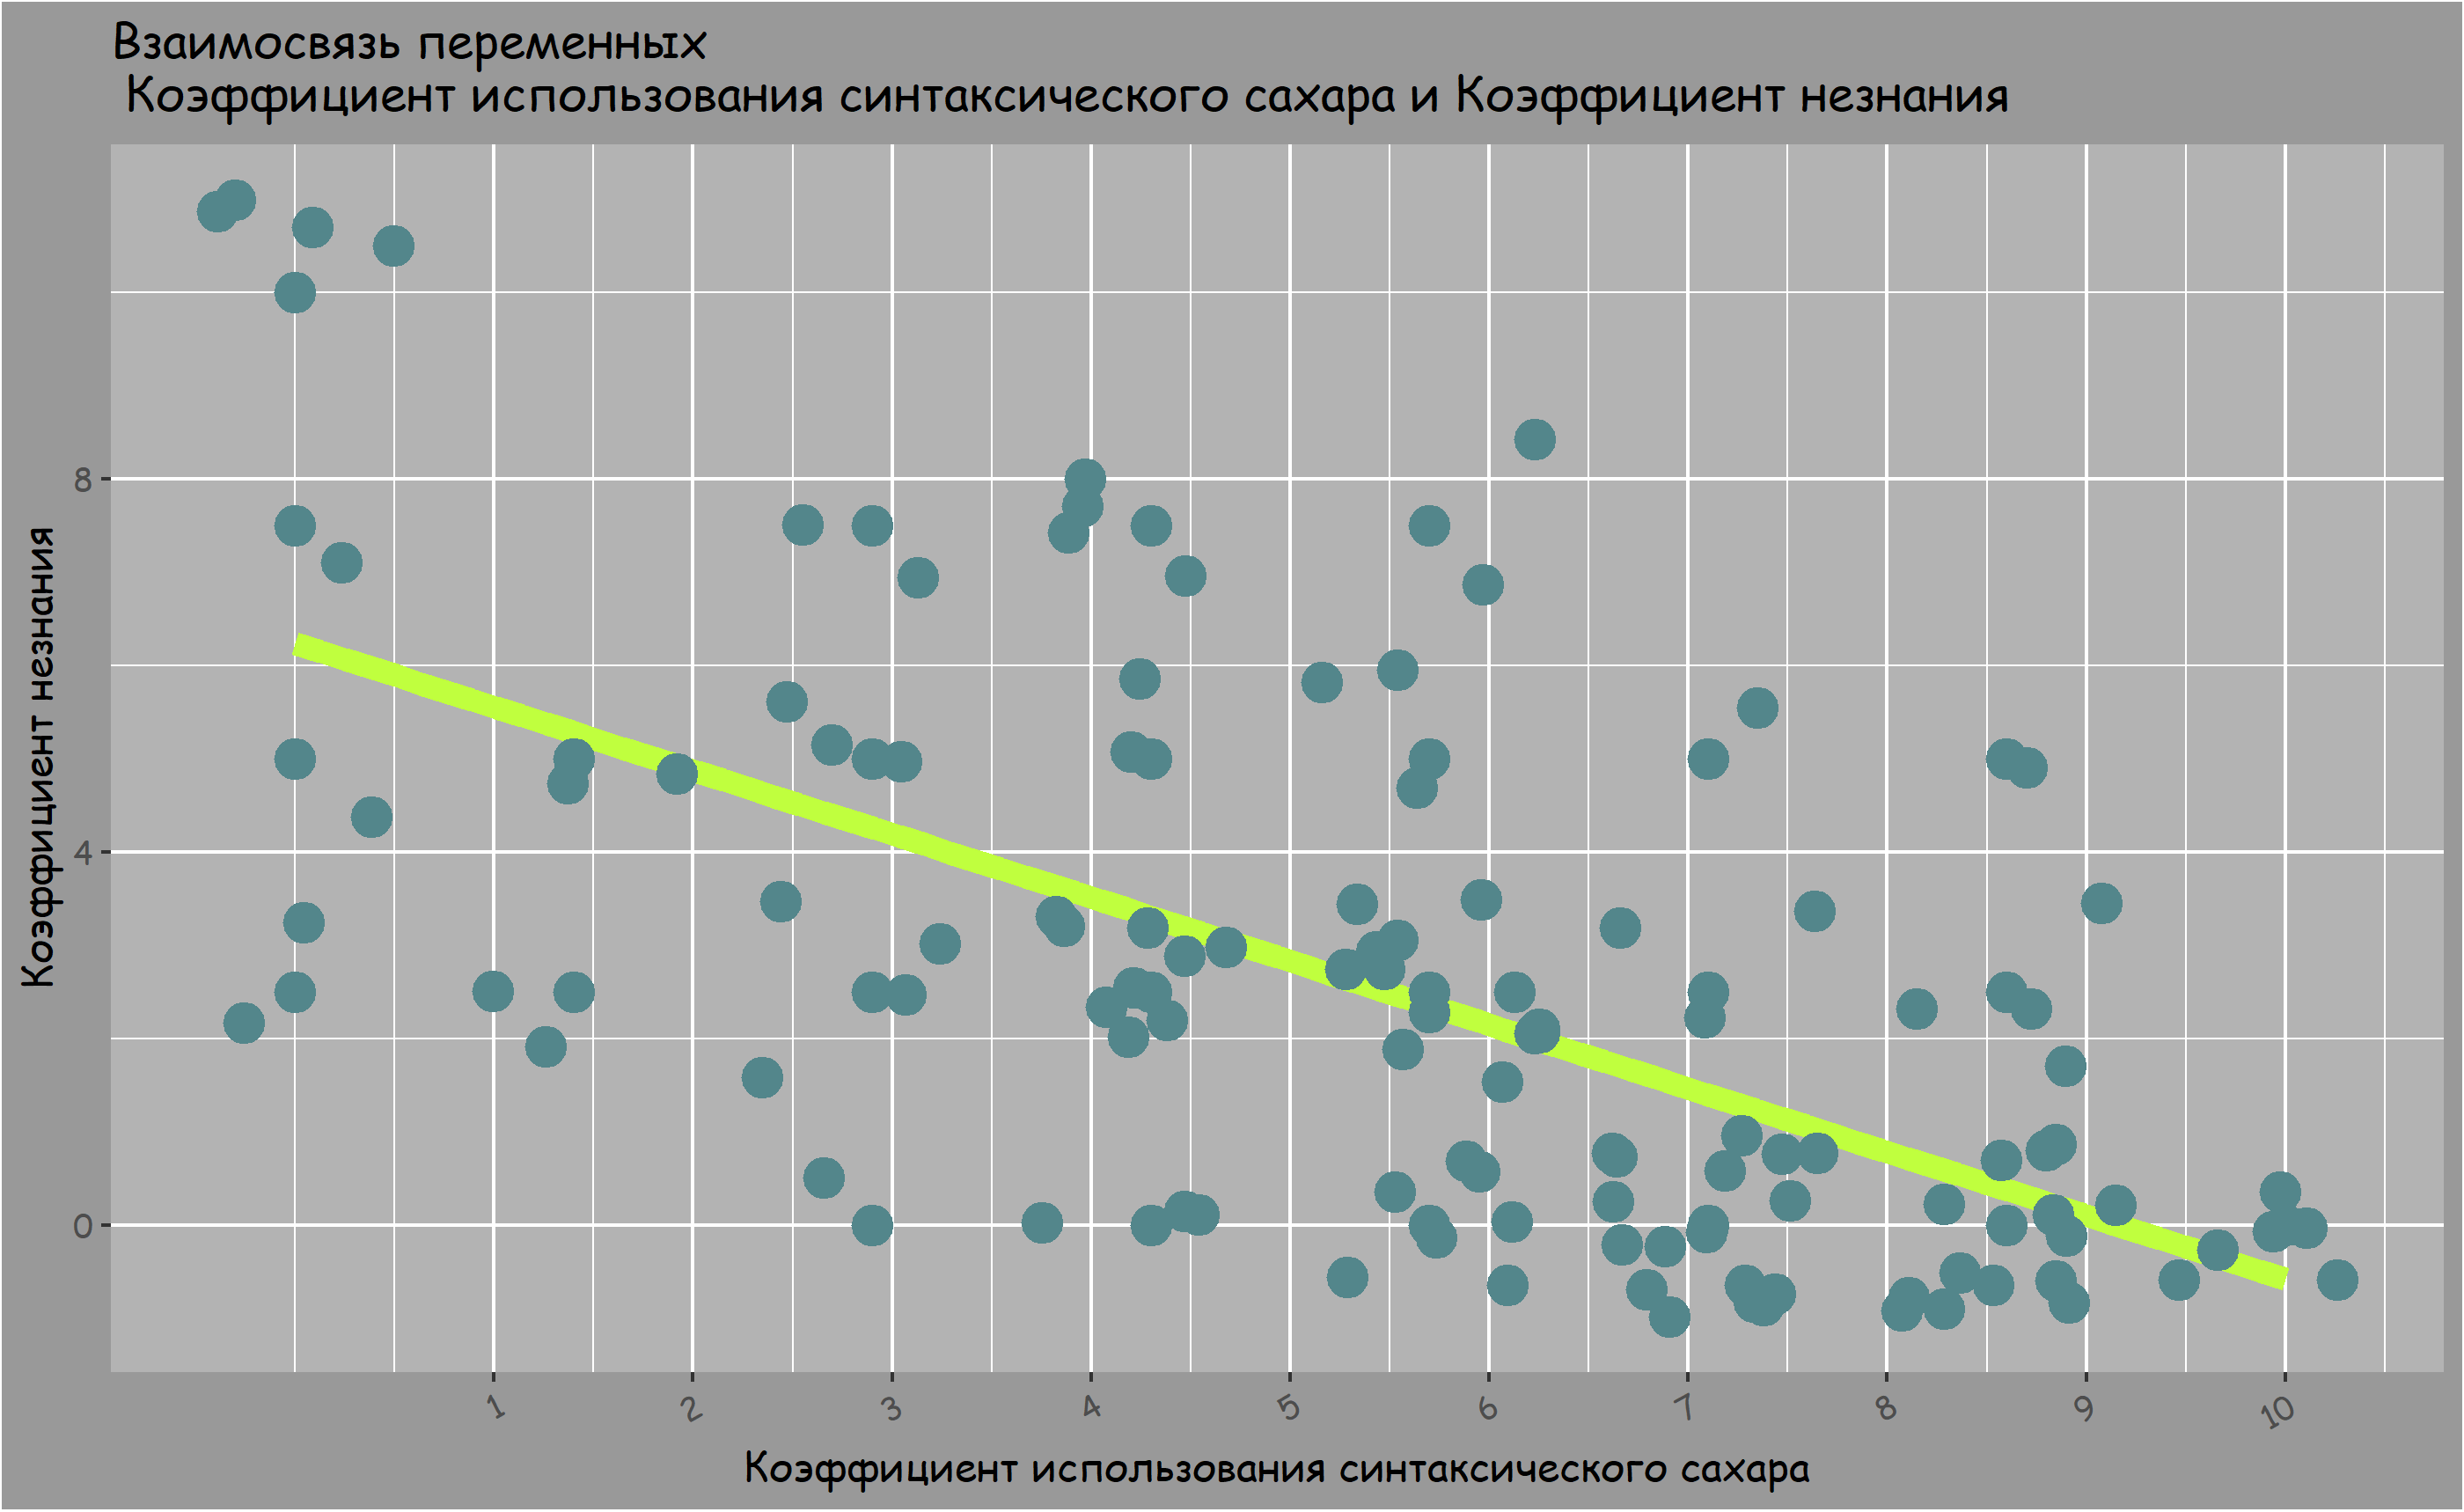 Взаимосвязь переменных
Коэффициент использования синтаксического сахара и Коэффициент незнания
Коэффициент незнания
8
4
0
1 2 3 4 5 6 7 8 9 10
Коэффициент использования синтаксического сахара